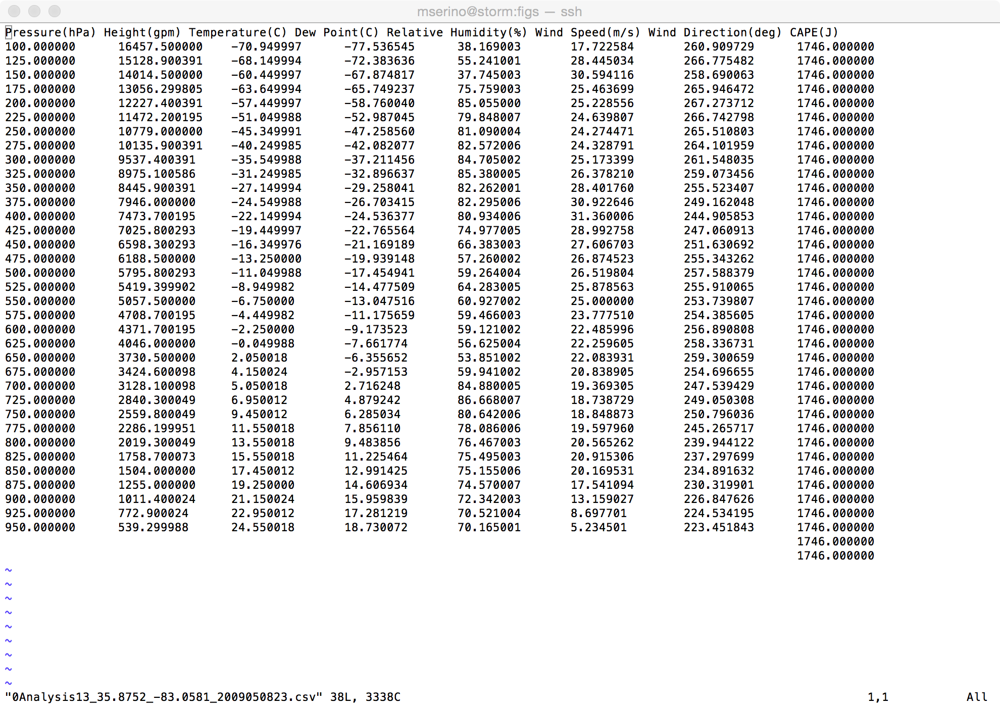 mserino@storm:figs — ssh
Pressure(hPa) Height(gpm) Temperature(C) Dew Point(C) Relative Humidity(%) Wind Speed(m/s) Wind Direction(deg) CAPE(J)
100.000000 16457.500000 -70.949997 -77.536545 38.169003 17.722584 260.909729 1746.000000
125.000000 15128.900391 -68.149994 -72.383636 55.241001 28.445034 266.775482 1746.000000
150.000000 14014.500000 -60.449997 -67.874817 37.745003 30.594116 258.690063 1746.000000
175.000000 13056.299805 -63.649994 -65.749237 75.759003 25.463699 265.946472 1746.000000
200.000000 12227.400391 -57.449997 -58.760040 85.055000 25.228556 267.273712 1746.000000
225.000000 11472.200195 -51.049988 -52.987045 79.848007 24.639807 266.742798 1746.000000
250.000000 10779.000000 -45.349991 -47.258560 81.090004 24.274471 265.510803 1746.000000
275.000000 10135.900391 -40.249985 -42.082077 82.572006 24.328791 264.101959 1746.000000
300.000000 9537.400391 -35.549988 -37.211456 84.705002 25.173399 261.548035 1746.000000
325.000000 8975.100586 -31.249985 -32.896637 85.380005 26.378210 259.073456 1746.000000
350.000000 8445.900391 -27.149994 -29.258041 82.262001 28.401760 255.523407 1746.000000
375.000000 7946.000000 -24.549988 -26.703415 82.295006 30.922646 249.162048 1746.000000
400.000000 7473.700195 -22.149994 -24.536377 80.934006 31.360006 244.905853 1746.000000
425.000000 7025.800293 -19.449997 -22.765564 74.977005 28.992758 247.060913 1746.000000
450.000000 6598.300293 -16.349976 -21.169189 66.383003 27.606703 251.630692 1746.000000
475.000000 6188.500000 -13.250000 -19.939148 57.260002 26.874523 255.343262 1746.000000
500.000000 5795.800293 -11.049988 -17.454941 59.264004 26.519804 257.588379 1746.000000
525.000000 5419.399902 -8.949982 -14.477509 64.283005 25.878563 255.910065 1746.000000
550.000000 5057.500000 -6.750000 -13.047516 60.927002 25.000000 253.739807 1746.000000
575.000000 4708.700195 -4.449982 -11.175659 59.466003 23.777510 254.385605 1746.000000
600.000000 4371.700195 -2.250000 -9.173523 59.121002 22.485996 256.890808 1746.000000
625.000000 4046.000000 -0.049988 -7.661774 56.625004 22.259605 258.336731 1746.000000
650.000000 3730.500000 2.050018 -6.355652 53.851002 22.083931 259.300659 1746.000000
675.000000 3424.600098 4.150024 -2.957153 59.941002 20.838905 254.696655 1746.000000
700.000000 3128.100098 5.050018 2.716248 84.880005 19.369305 247.539429 1746.000000
725.000000 2840.300049 6.950012 4.879242 86.668007 18.738729 249.050308 1746.000000
750.000000 2559.800049 9.450012 6.285034 80.642006 18.848873 250.796036 1746.000000
775.000000 2286.199951 11.550018 7.856110 78.086006 19.597960 245.265717 1746.000000
800.000000 2019.300049 13.550018 9.483856 76.467003 20.565262 239.944122 1746.000000
825.000000 1758.700073 15.550018 11.225464 75.495003 20.915306 237.297699 1746.000000
850.000000 1504.000000 17.450012 12.991425 75.155006 20.169531 234.891632 1746.000000
875.000000 1255.000000 19.250000 14.606934 74.570007 17.541094 230.319901 1746.000000
900.000000 1011.400024 21.150024 15.959839 72.342003 13.159027 226.847626 1746.000000
925.000000 772.900024 22.950012 17.281219 70.521004 8.697701 224.534195 1746.000000
950.000000 539.299988 24.550018 18.730072 70.165001 5.234501 223.451843 1746.000000
1746.000000
1746.000000
~
~
~
~
~
~
~
~
~
"0Analysis13_35.8752_-83.0581_2009050823.csv" 38L, 3338C 1,1 All